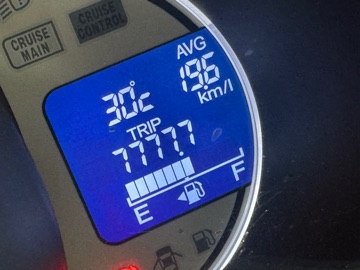 CRUISE
MAIN
CRUISE
CONTROL
AVG
19.6
km/l
30°c
TRIP
7777.7
E
F